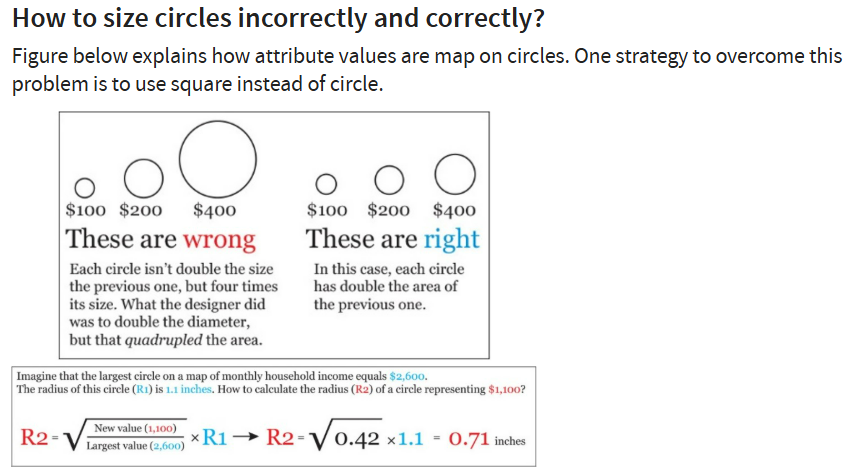 How to size circles incorrectly and correctly?
Figure below explains how attribute values are map on circles. One strategy to overcome this
problem is to use square instead of circle.
$100 $200 $400
These are wrong
Each circle isn't double the size
the previous one, but four times
its size. What the designer did
was to double the diameter,
but that quadrupled the area.
$100 $200 $400
These are right
In this case, each circle
has double the area of
the previous one.
Imagine that the largest circle on a map of monthly household income equals $2,600.
The radius of this circle (R1) is 1.1 inches. How to calculate the radius (R2) of a circle representing $1,100?
R2 = √ New value (1,100) / Largest value (2,600) × R1 → R2 = √0.42 ×1.1 = 0.71 inches